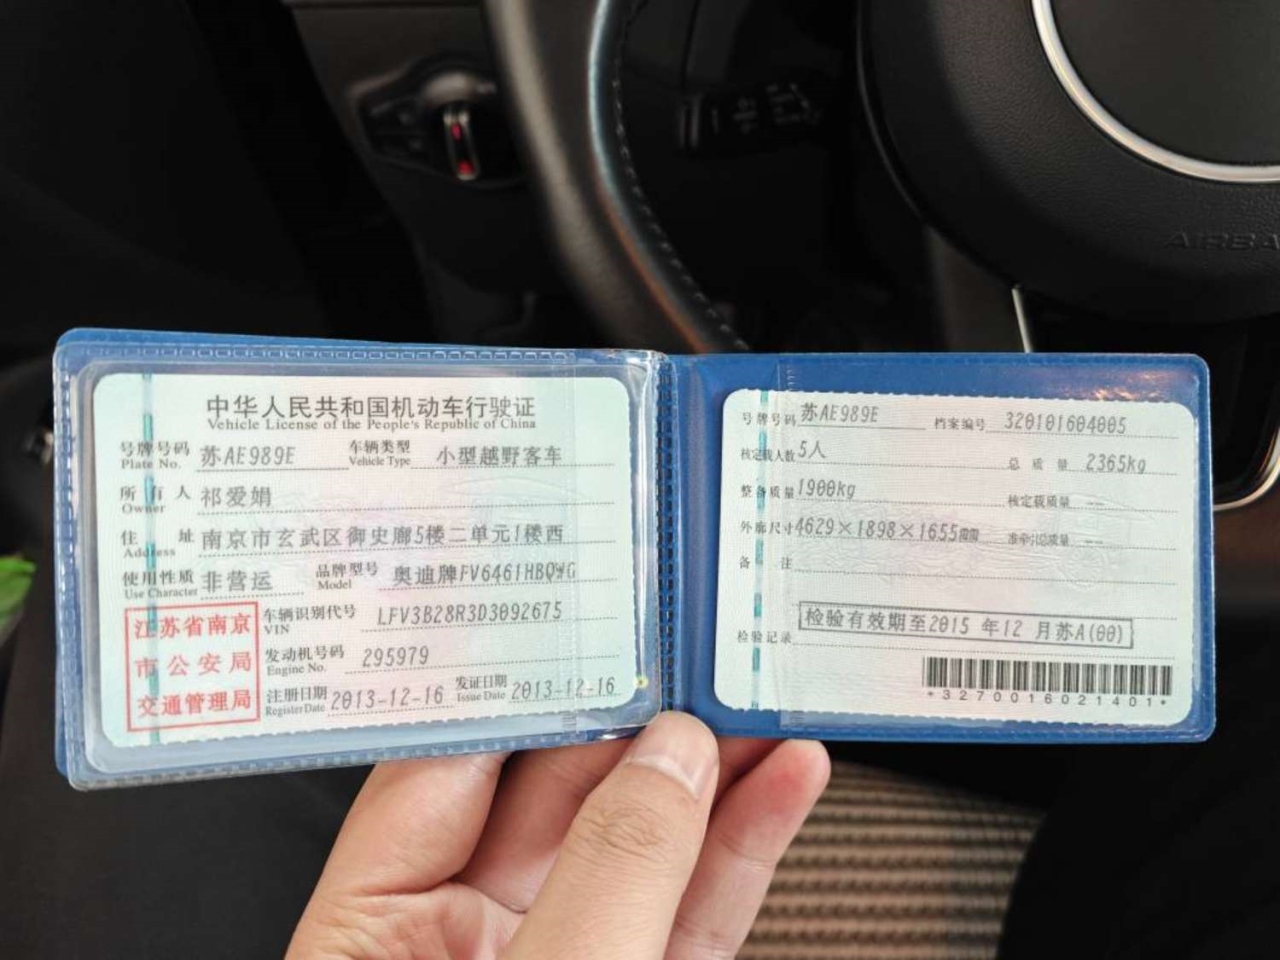 中华人民共和国机动车行驶证
Vehicle License of the People's Republic of China
号牌号码 苏AE989E 车辆类型 小型越野客车
Plate No. Vehicle Type
所有人 祁爱娟
Owner
住址 南京市玄武区御史廊5楼二单元1楼西
Address
使用性质 非营运 品牌型号 奥迪牌FV6461HBQWG
Use Character Model
江苏省南京
市公安局
交通管理局
车辆识别代号 LFV3B28R3D3092675
VIN
发动机号码 295979
Engine No.
注册日期 2013-12-16 发证日期 2013-12-16
Register Date Issue Date
号牌号码 苏AE989E 档案编号 320101604005
核定载人数 5人 总质量 2365kg
整备质量 1900kg 核定载质量 --
外廓尺寸 4629×1898×1655mm 准牵引总质量 --
备注
检验记录 检验有效期至2015 年12 月苏A(00)
*3270016021401*
AIRBA